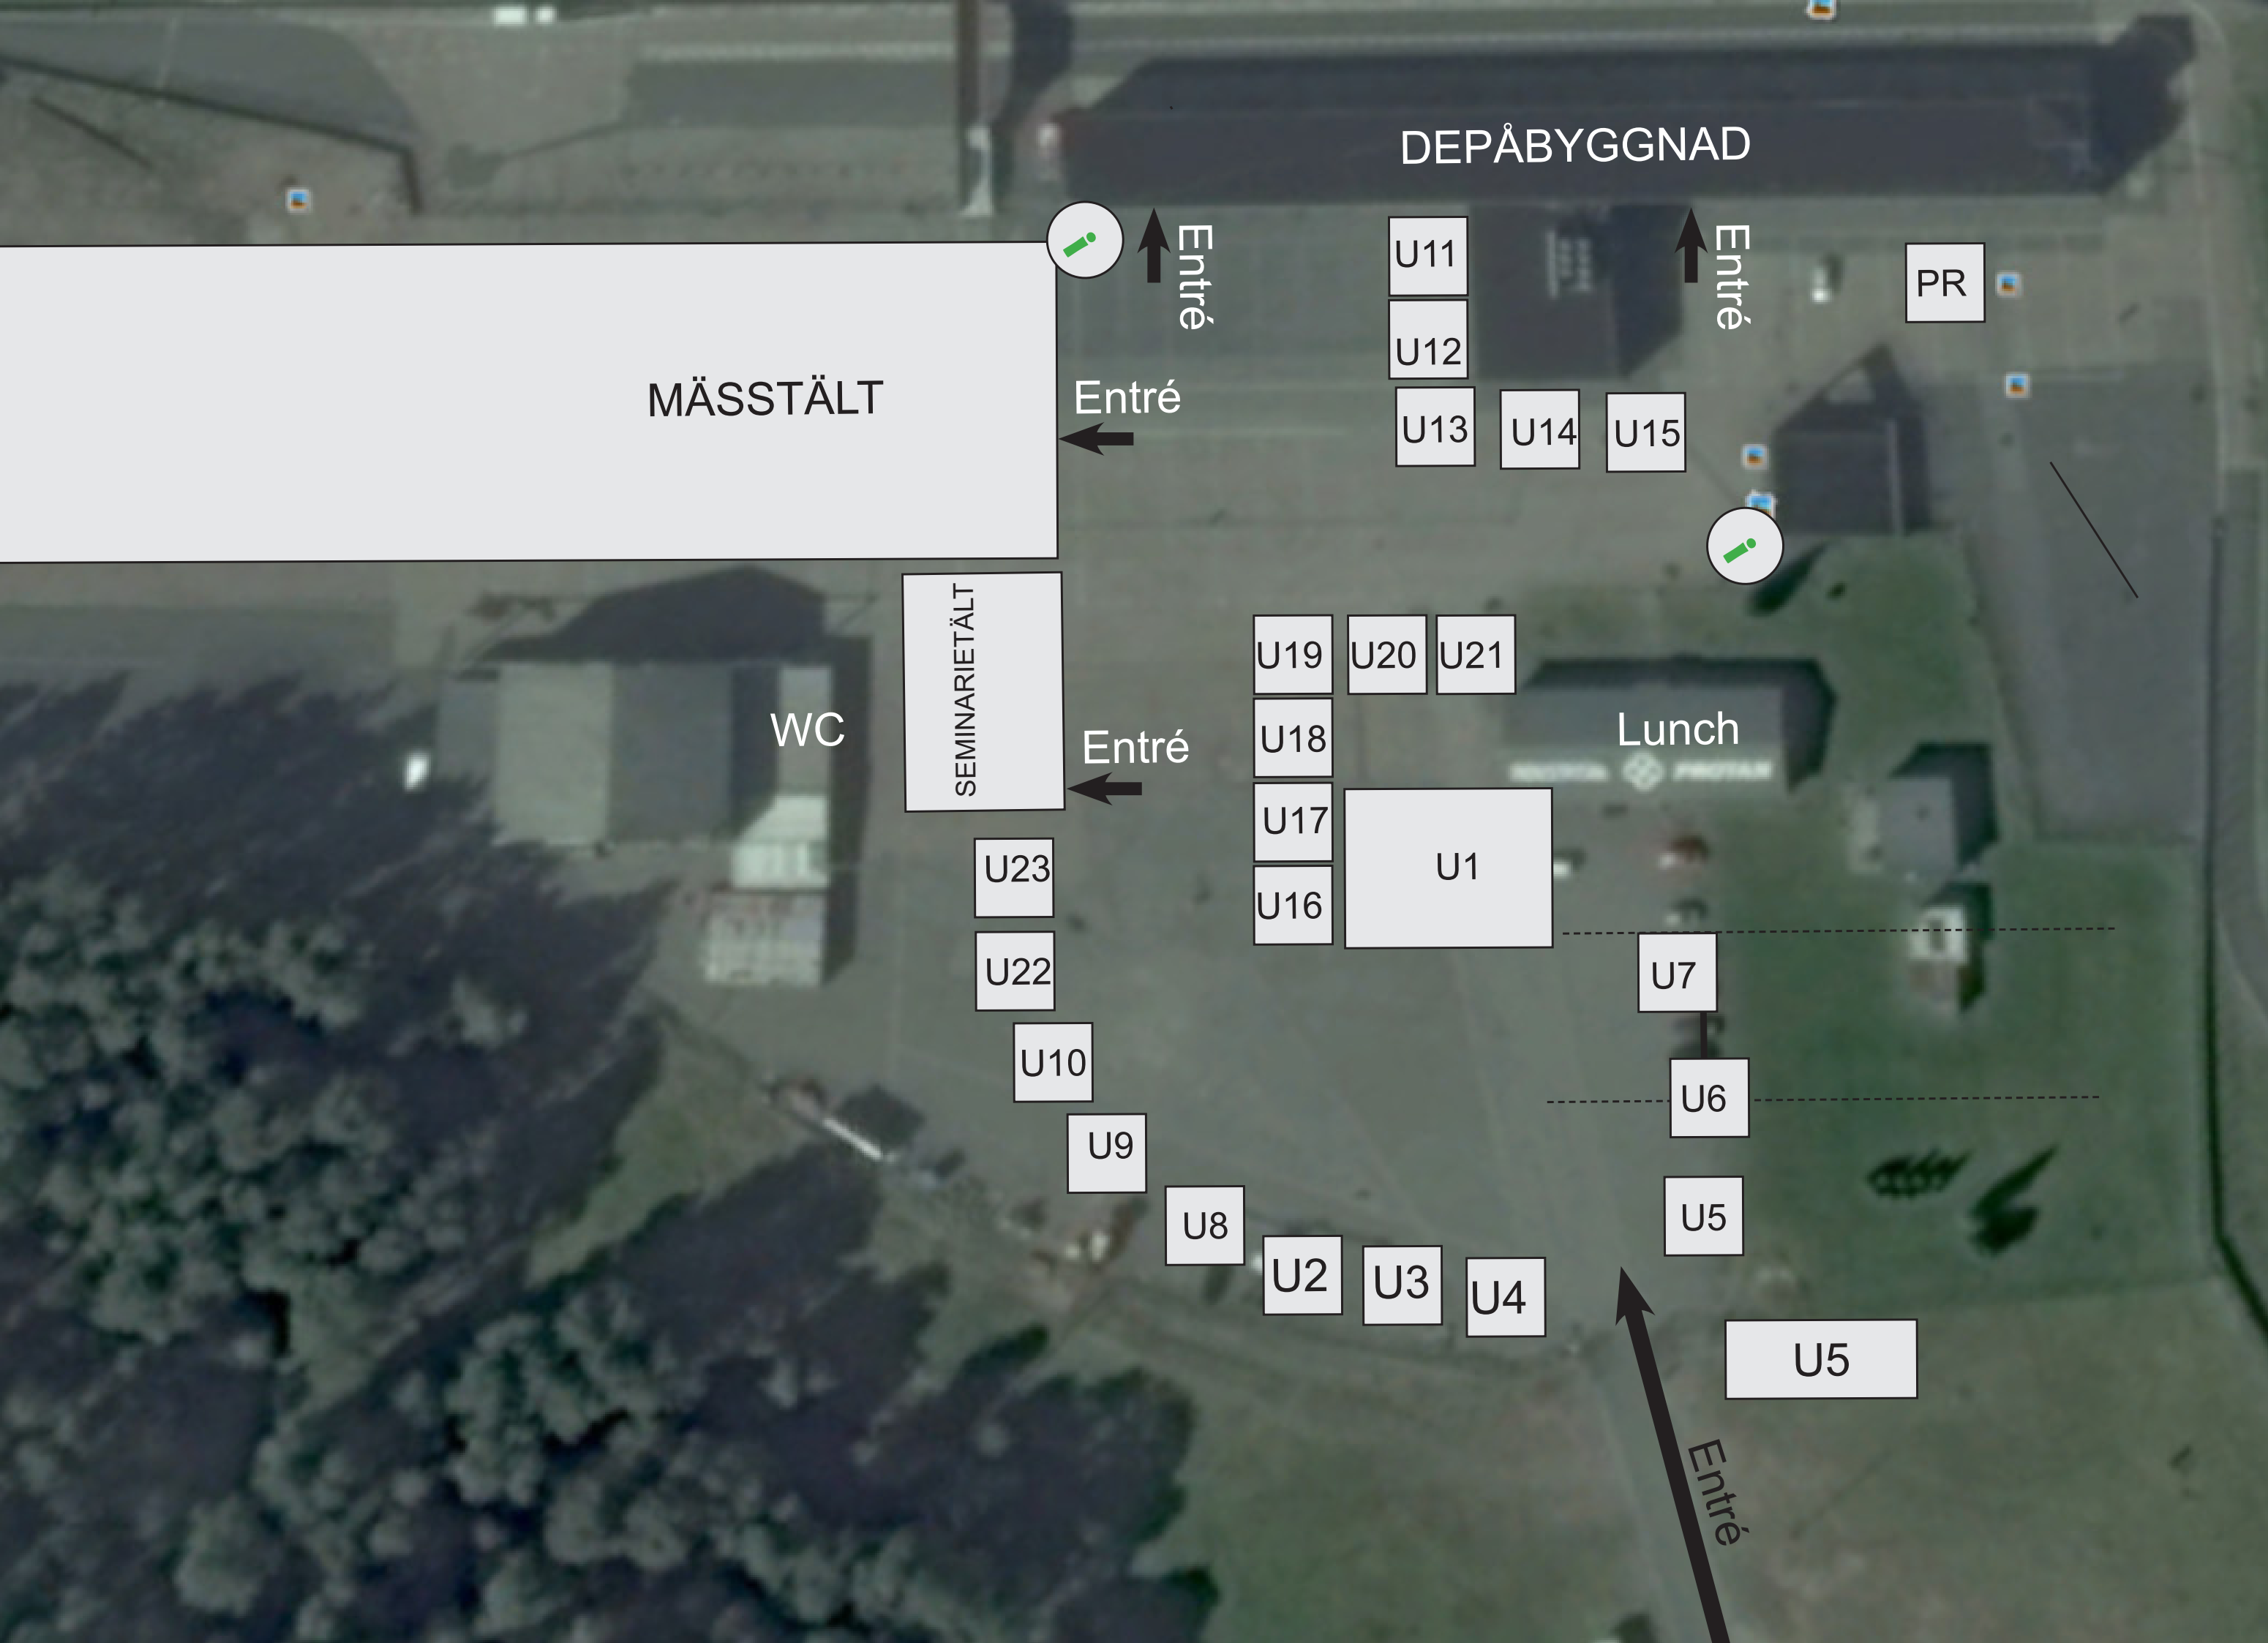 DEPÅBYGGNAD
Entré
Entré
U11
PR
U12
MÄSSTÄLT
Entré
U13
U14
U15
SEMINARIETÄLT
U19
U20
U21
WC
U18
Lunch
Entré
PROTAN
U17
U1
U23
U16
U22
U7
U10
U6
U9
U5
U8
U2
U3
U4
U5
Entré